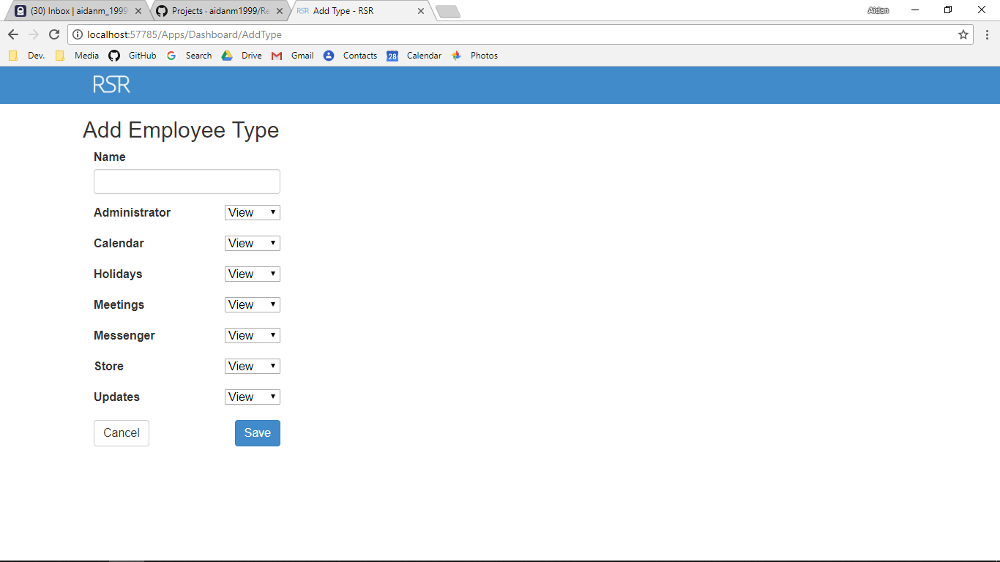 (30) Inbox | aidanm_1999
Projects · aidanm1999/Re
RSR Add Type - RSR
Aidan
localhost:57785/Apps/Dashboard/AddType
Dev. Media GitHub Search Drive Gmail Contacts 28 Calendar Photos
RSR
Add Employee Type
Name
Administrator View
Calendar View
Holidays View
Meetings View
Messenger View
Store View
Updates View
Cancel Save